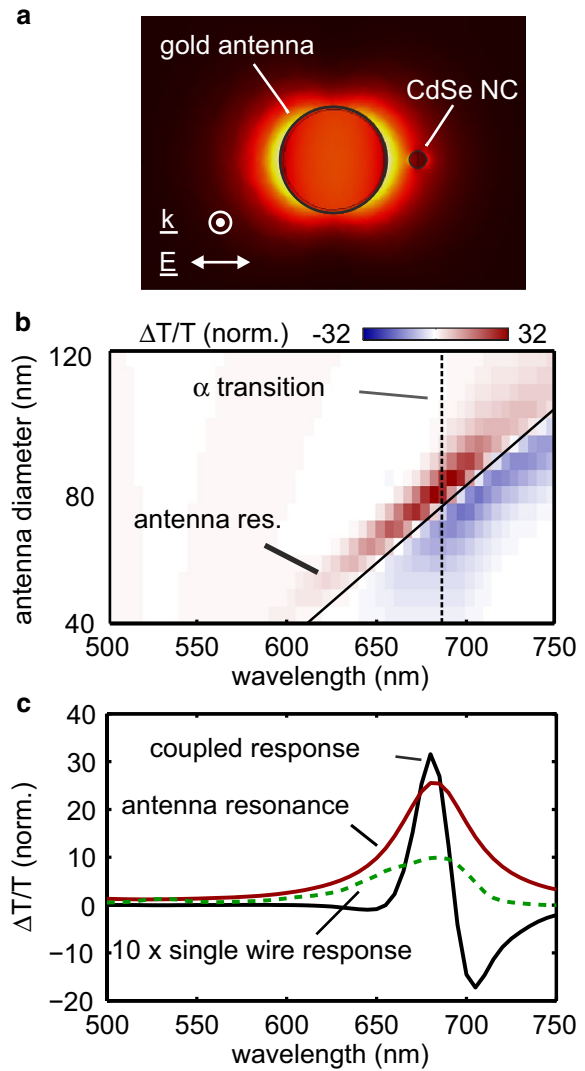 a
gold antenna
CdSe NC
k
E
b
ΔT/T (norm.) -32 32
α transition
antenna res.
antenna diameter (nm)
120
80
40
500 550 600 650 700 750
wavelength (nm)
c
coupled response
antenna resonance
10 x single wire response
ΔT/T (norm.)
40
30
20
10
0
−10
−20
500 550 600 650 700 750
wavelength (nm)